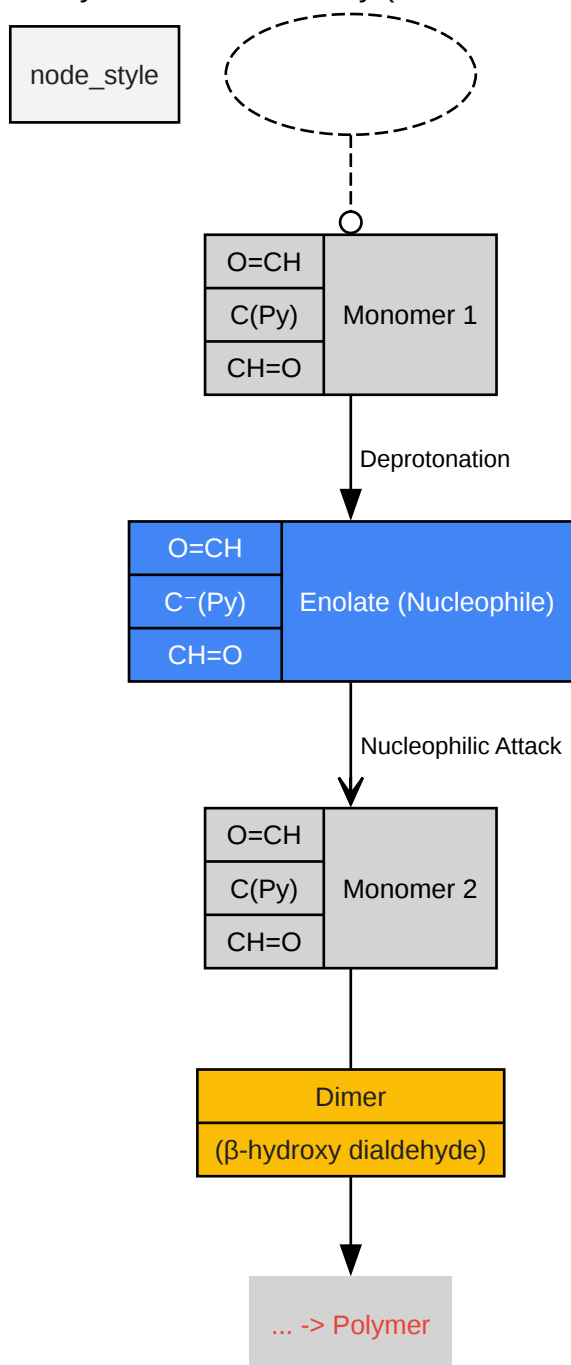 node_style
O=CH
C(Py)
CH=O
Monomer 1
Deprotonation
O=CH
C⁻(Py)
CH=O
Enolate (Nucleophile)
Nucleophilic Attack
O=CH
C(Py)
CH=O
Monomer 2
Dimer
(β-hydroxy dialdehyde)
... -> Polymer